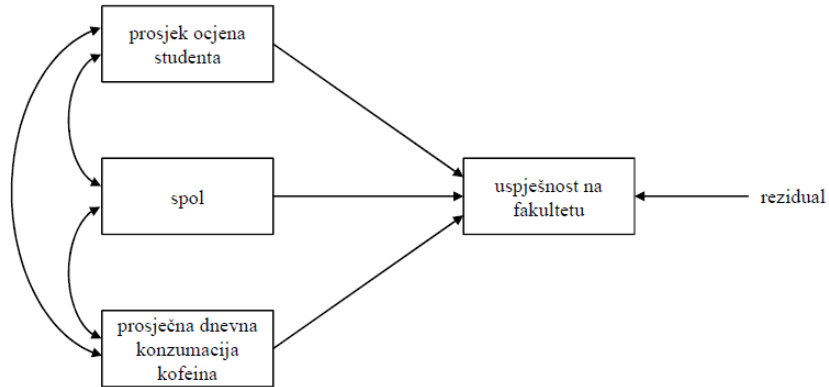 prosjek ocjena
studenta
spol
uspješnost na
fakultetu
rezidual
prosječna dnevna
konzumacija
kofeina